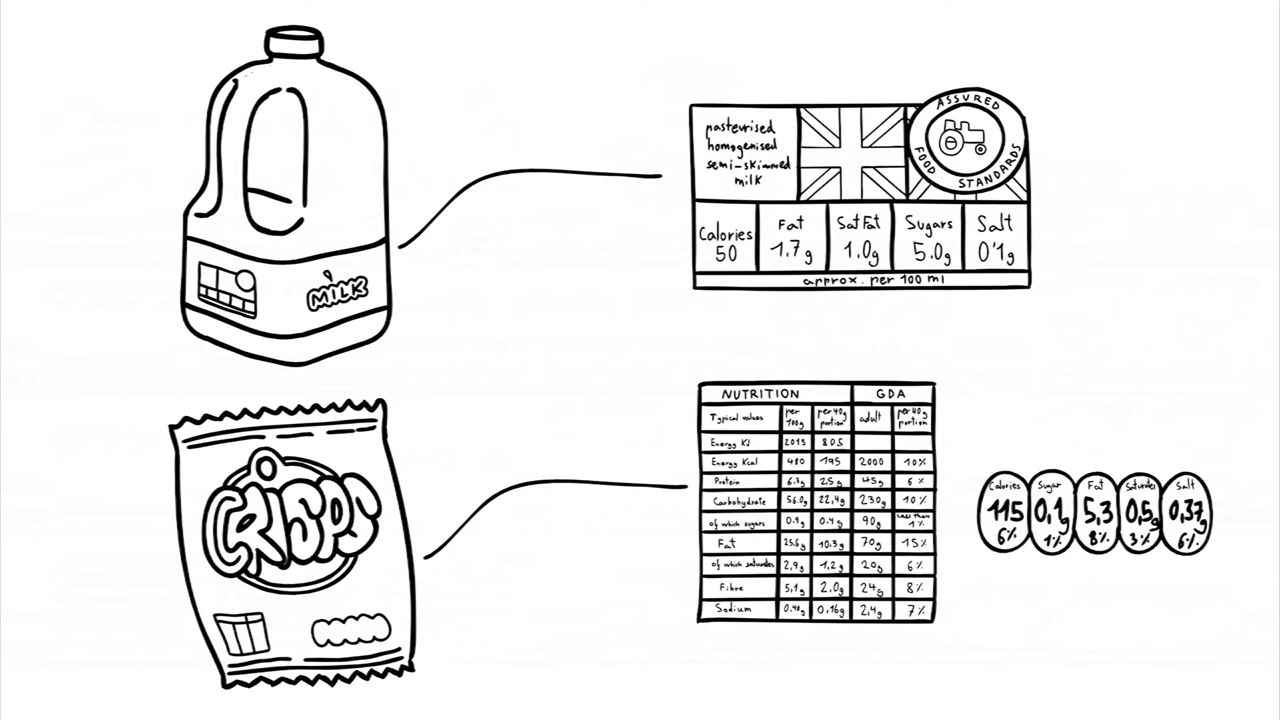 MILK
pasteurised
homogenised
semi-skimmed
milk
ASSURED
FOOD STANDARDS
Calories
50
Fat
1.7g
Sat Fat
1.0g
Sugars
5.0g
Salt
0'1g
approx. per 100 ml
CRISPS
NUTRITION GDA
Typical values per 100g per 40g portion adult per 40g portion
Energy KJ 2015 805
Energy Kcal 480 195 2000 10%
Protein 6.3g 25g 45g 6%
Carbohydrate 56.0g 22,4g 230g 10%
of which sugars 0.9g 0.4g 90g Less than 1%
Fat 25,6g 10,3g 70g 15%
of which saturates 2,9g 1,2g 20g 6%
Fibre 5,1g 2.0g 24g 8%
Sodium 0.40g 0,16g 2,4g 7%
Calories
115
6%
Sugar
0,1g
1%
Fat
5,3
8%
Saturates
0,5g
3%
Salt
0,37g
6%